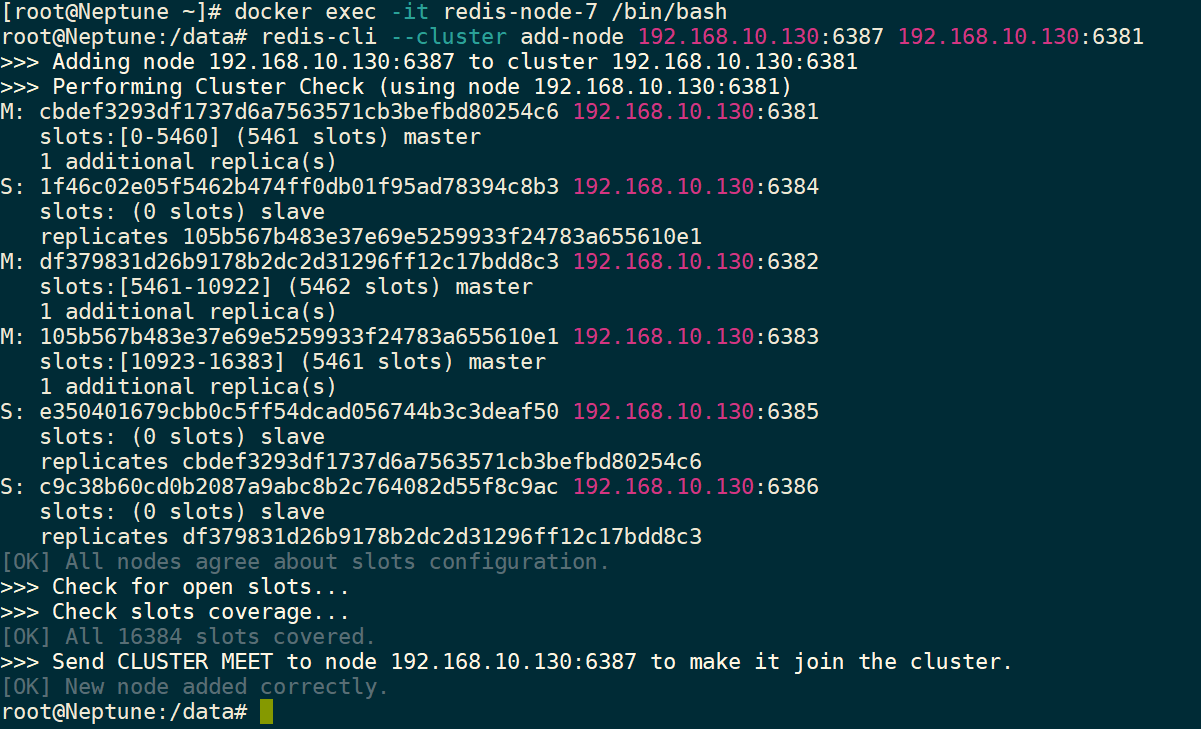 [root@Neptune ~]# docker exec -it redis-node-7 /bin/bash
root@Neptune:/data# redis-cli --cluster add-node 192.168.10.130:6387 192.168.10.130:6381
>>> Adding node 192.168.10.130:6387 to cluster 192.168.10.130:6381
>>> Performing Cluster Check (using node 192.168.10.130:6381)
M: cbdef3293df1737d6a7563571cb3befbd80254c6 192.168.10.130:6381
   slots:[0-5460] (5461 slots) master
   1 additional replica(s)
S: 1f46c02e05f5462b474ff0db01f95ad78394c8b3 192.168.10.130:6384
   slots: (0 slots) slave
   replicates 105b567b483e37e69e5259933f24783a655610e1
M: df379831d26b9178b2dc2d31296ff12c17bdd8c3 192.168.10.130:6382
   slots:[5461-10922] (5462 slots) master
   1 additional replica(s)
M: 105b567b483e37e69e5259933f24783a655610e1 192.168.10.130:6383
   slots:[10923-16383] (5461 slots) master
   1 additional replica(s)
S: e350401679cbb0c5ff54dcad056744b3c3deaf50 192.168.10.130:6385
   slots: (0 slots) slave
   replicates cbdef3293df1737d6a7563571cb3befbd80254c6
S: c9c38b60cd0b2087a9abc8b2c764082d55f8c9ac 192.168.10.130:6386
   slots: (0 slots) slave
   replicates df379831d26b9178b2dc2d31296ff12c17bdd8c3
[OK] All nodes agree about slots configuration.
>>> Check for open slots...
>>> Check slots coverage...
[OK] All 16384 slots covered.
>>> Send CLUSTER MEET to node 192.168.10.130:6387 to make it join the cluster.
[OK] New node added correctly.
root@Neptune:/data#